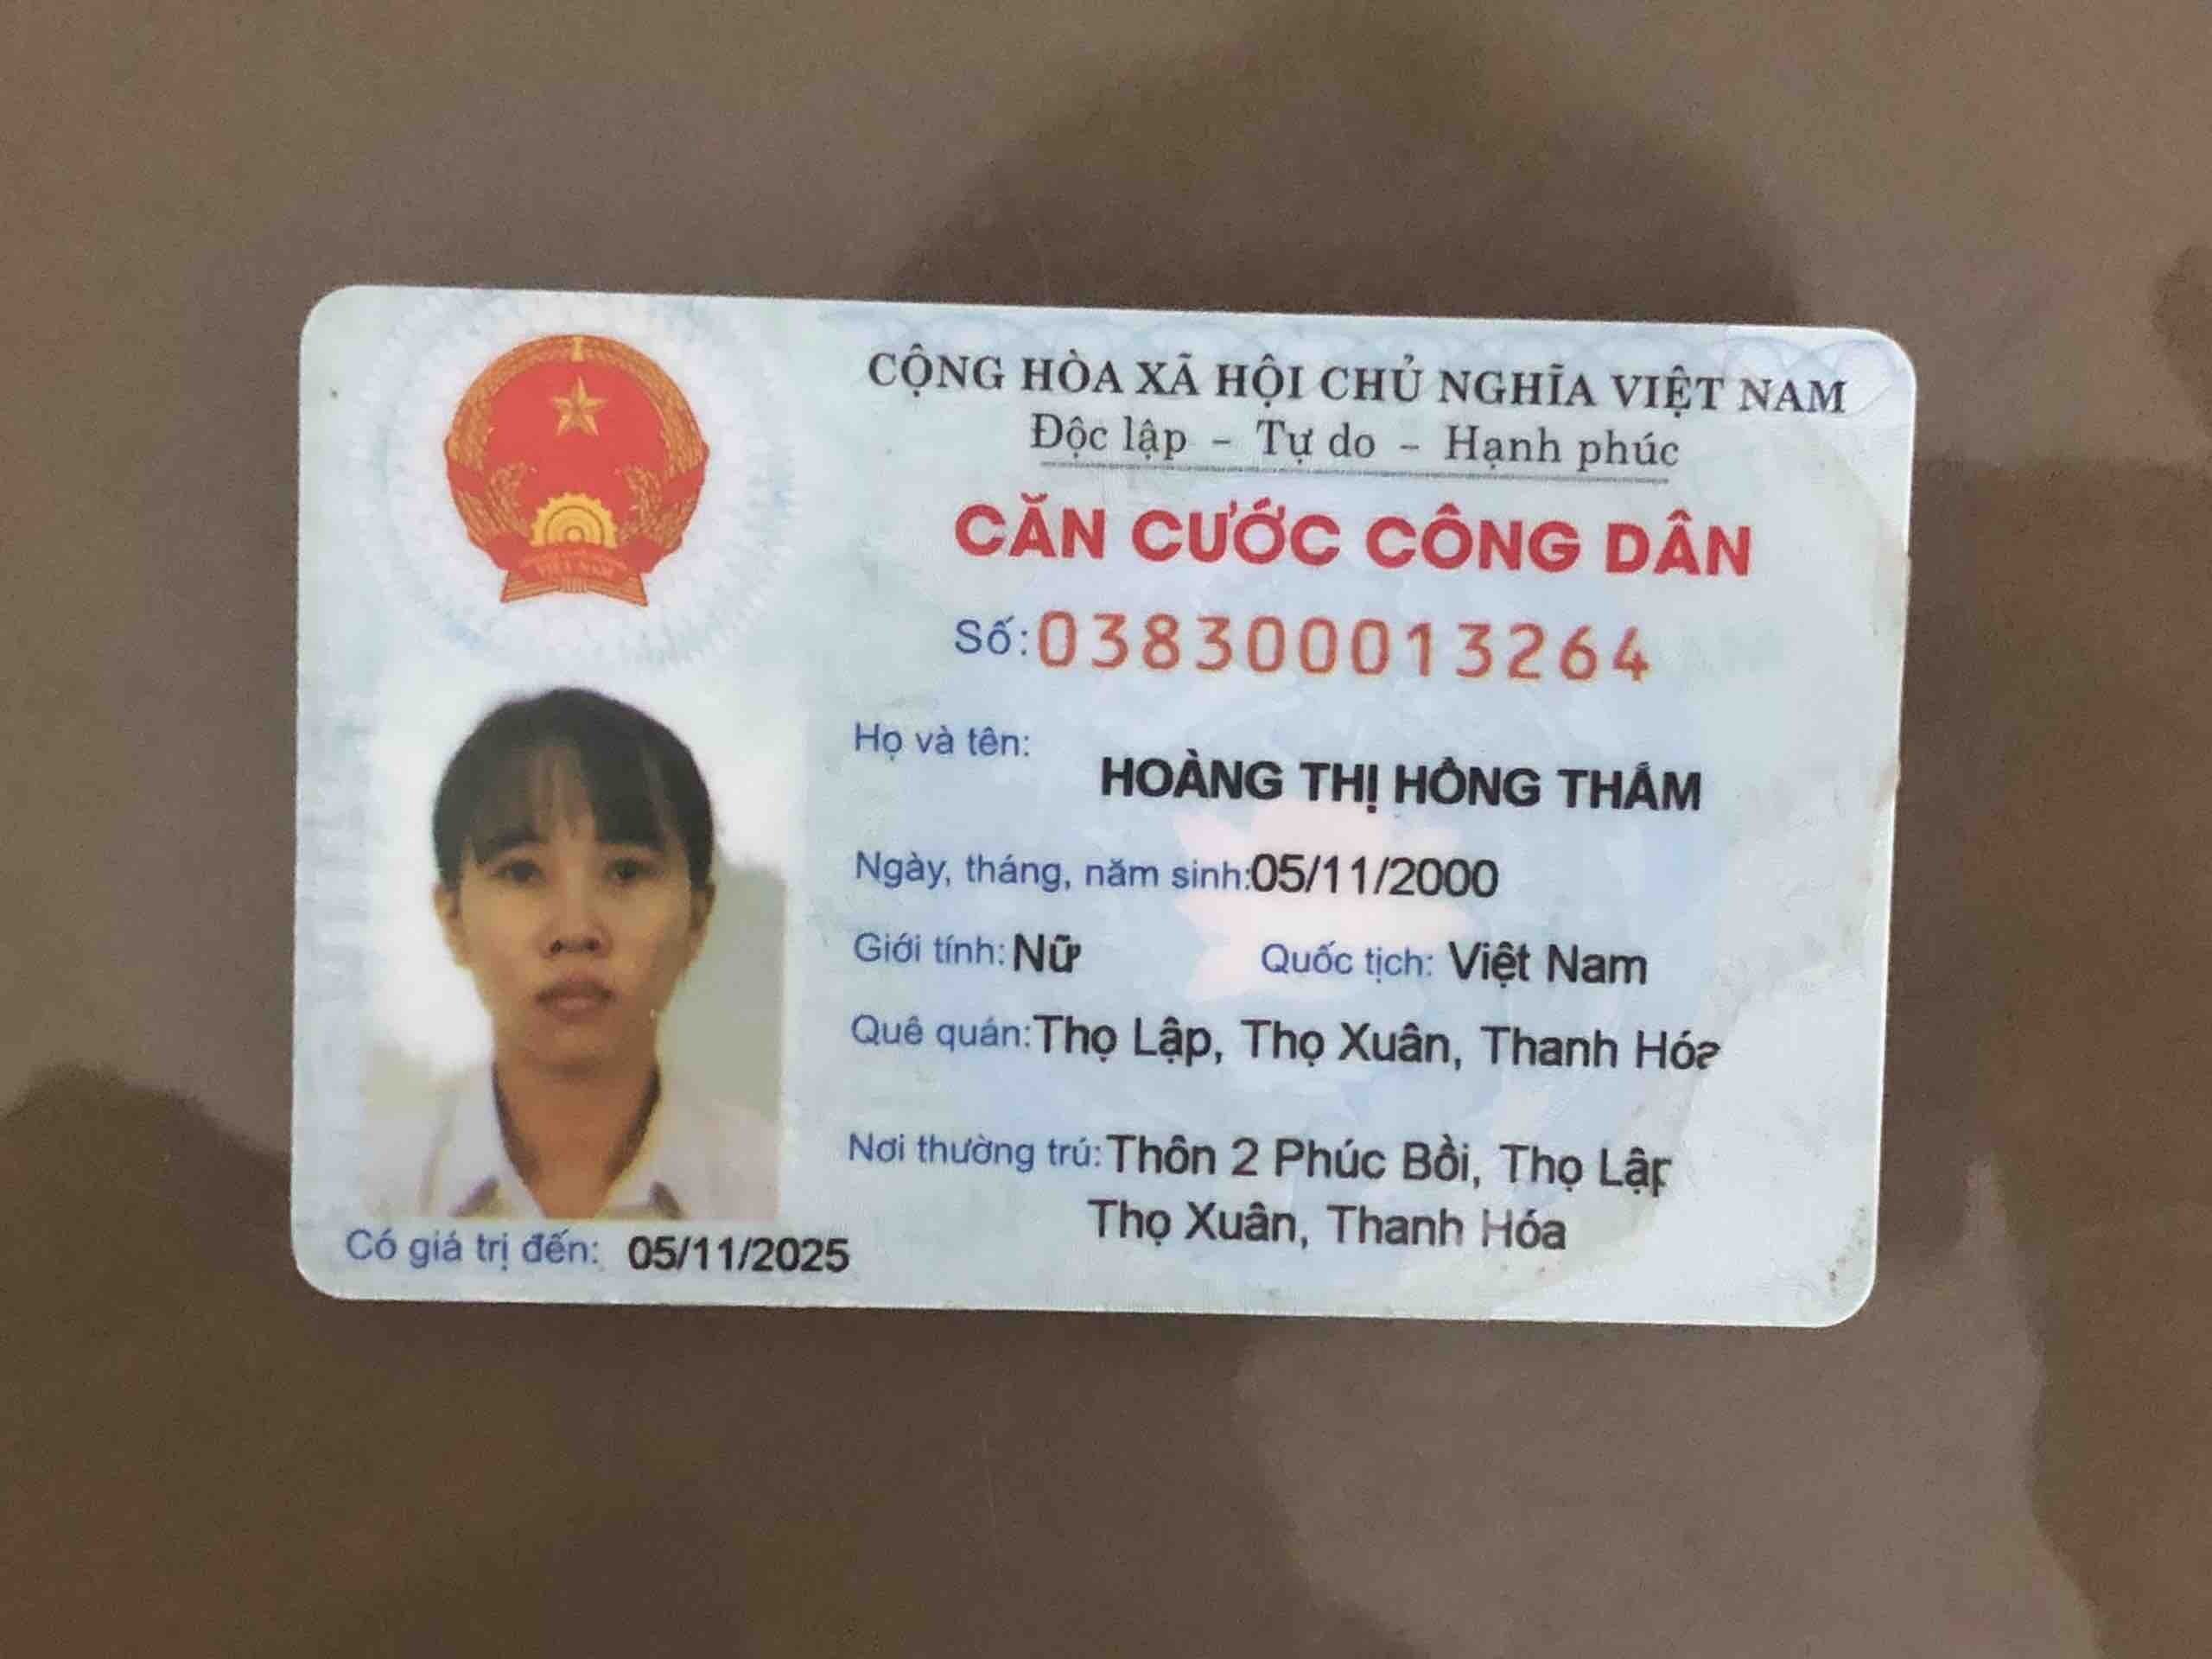 CỘNG HÒA XÃ HỘI CHỦ NGHĨA VIỆT NAM
Độc lập - Tự do - Hạnh phúc
CĂN CƯỚC CÔNG DÂN
Số: 038300013264
Họ và tên:
HOÀNG THỊ HỒNG THẮM
Ngày, tháng, năm sinh: 05/11/2000
Giới tính: Nữ Quốc tịch: Việt Nam
Quê quán: Thọ Lập, Thọ Xuân, Thanh Hóa
Nơi thường trú: Thôn 2 Phúc Bồi, Thọ Lập
Thọ Xuân, Thanh Hóa
Có giá trị đến: 05/11/2025